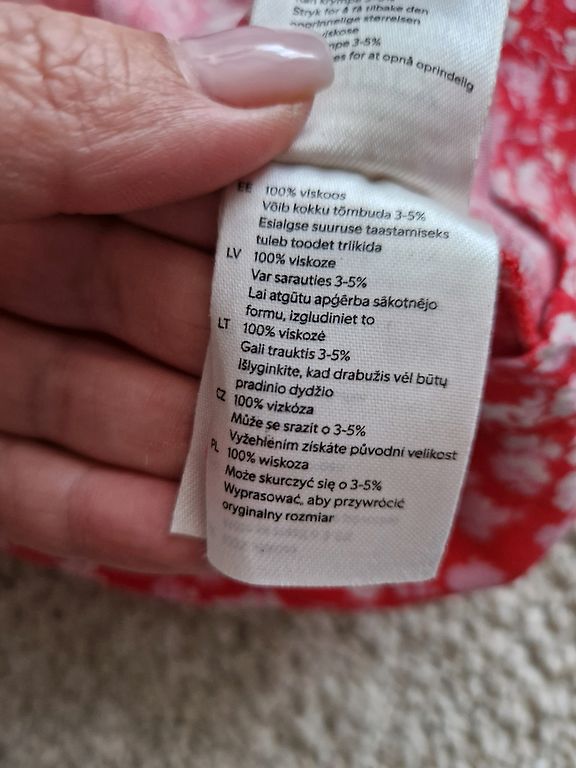 Stryk for å få tilbake den
opprinnelige størrelsen
3-5%
for at opnå oprindelig
EE 100% viskoos
Võib kokku tõmbuda 3-5%
Esialgse suuruse taastamiseks
tuleb toodet triikida
LV 100% viskoze
Var sarauties 3-5%
Lai atgūtu apģērba sākotnējo
formu, izgludiniet to
LT 100% viskozė
Gali trauktis 3-5%
Išlyginkite, kad drabužis vėl būtų
pradinio dydžio
CZ 100% vizkóza
Může se srazit o 3-5%
Vyžehlením získáte původní velikost
PL 100% wiskoza
Może skurczyć się o 3-5%
Wyprasować, aby przywrócić
oryginalny rozmiar